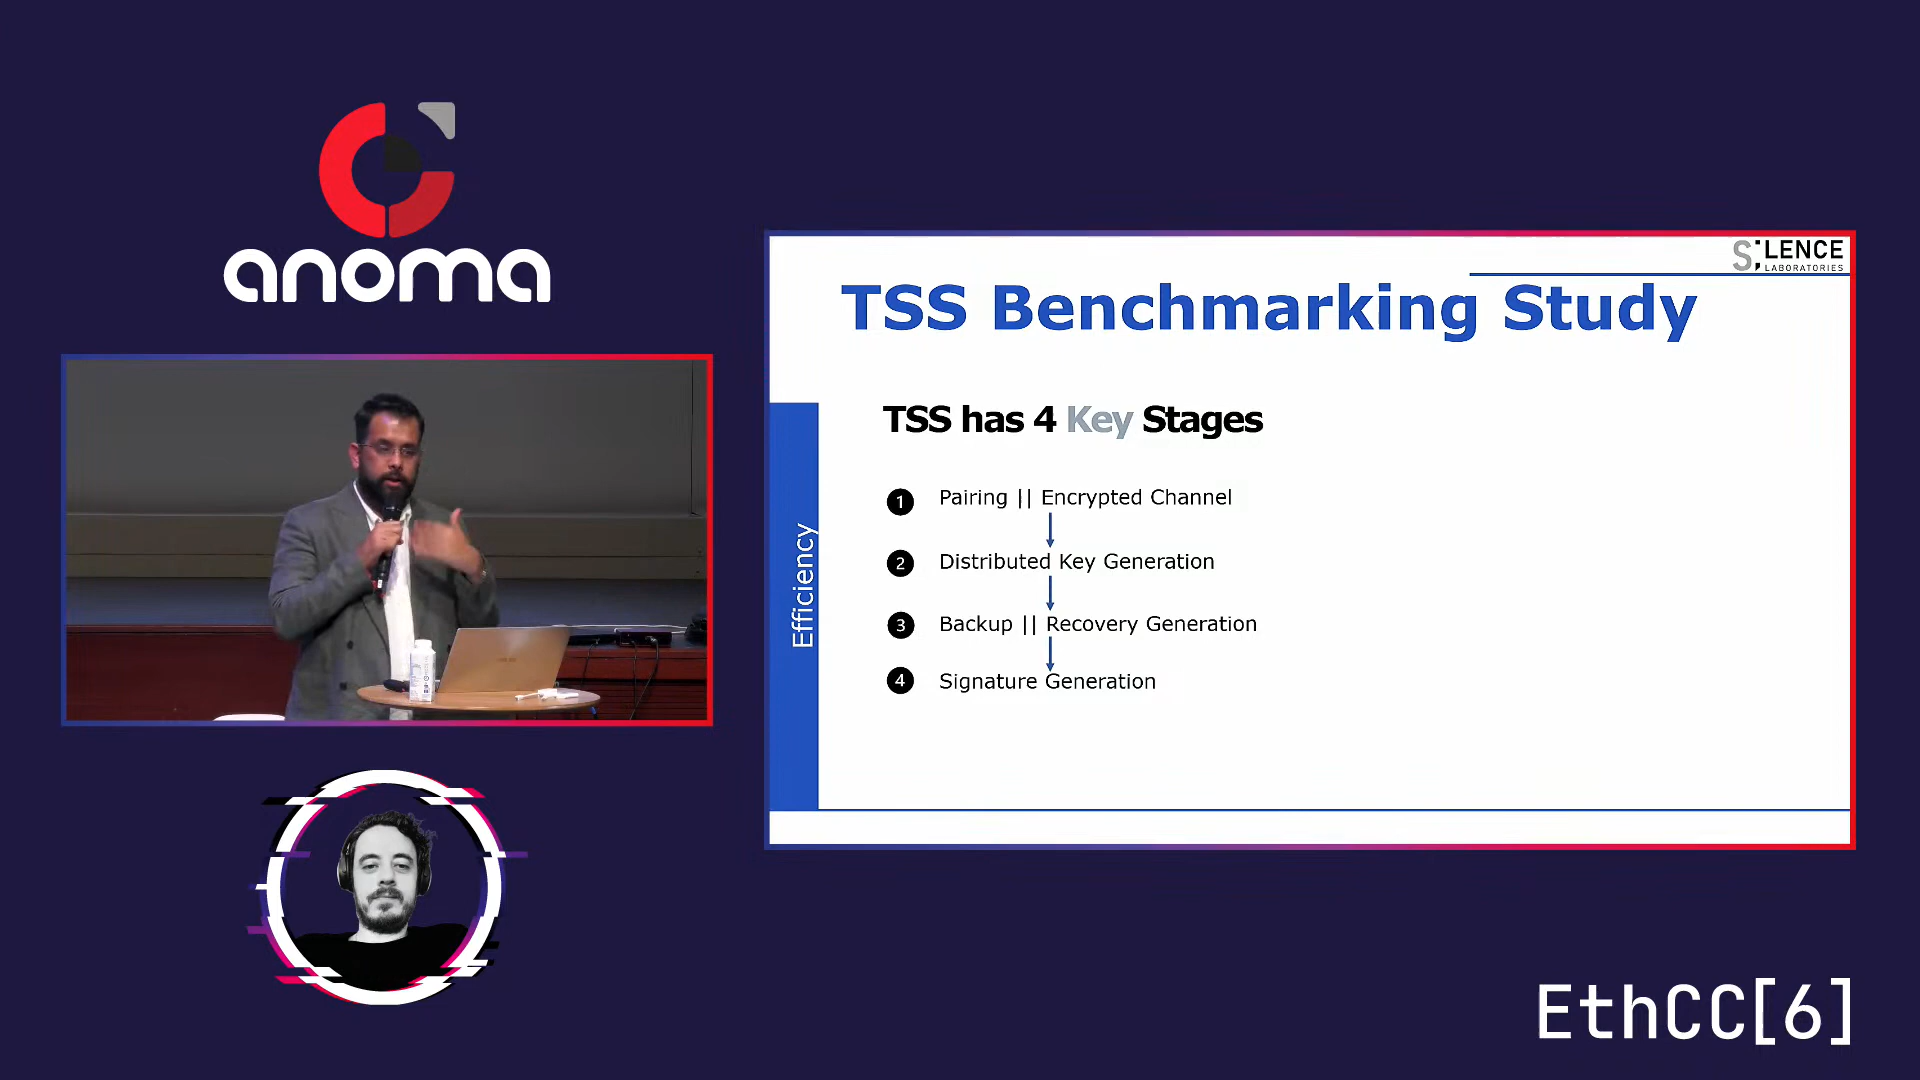 anoma
S:LENCE
LABORATORIES
TSS Benchmarking Study
TSS has 4 Key Stages
Efficiency
1 Pairing || Encrypted Channel
2 Distributed Key Generation
3 Backup || Recovery Generation
4 Signature Generation
EthCC[6]